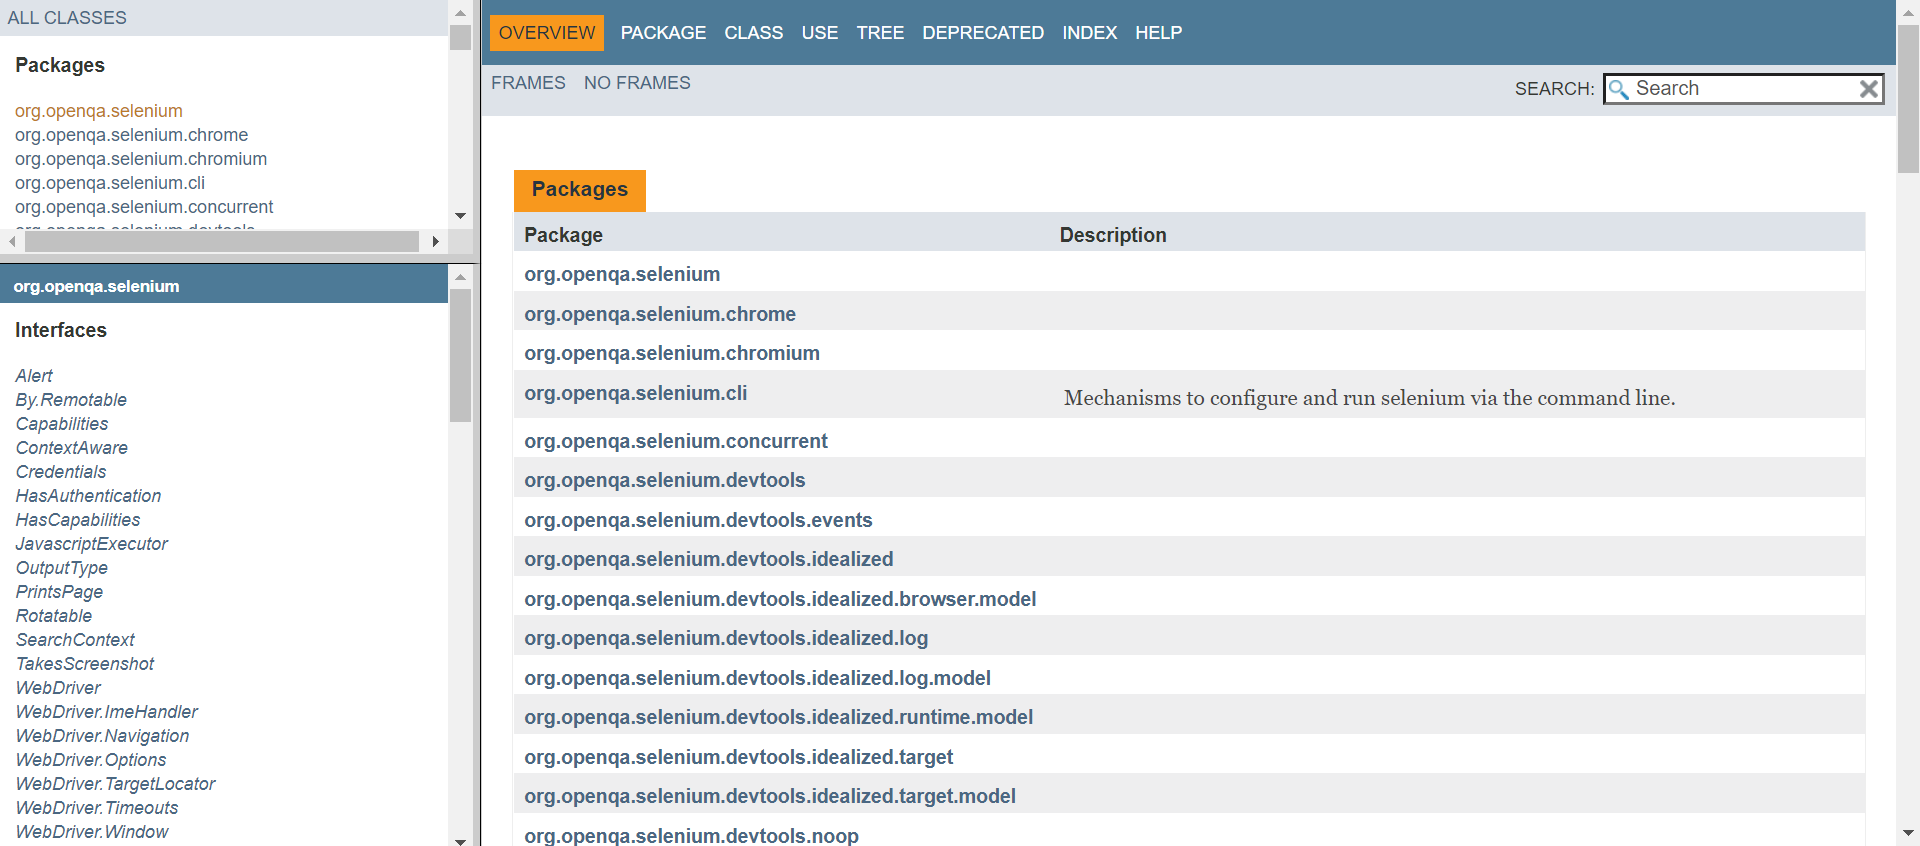 ALL CLASSES
Packages
org.openqa.selenium
org.openqa.selenium.chrome
org.openqa.selenium.chromium
org.openqa.selenium.cli
org.openqa.selenium.concurrent
org.openqa.selenium.devtools
org.openqa.selenium
Interfaces
Alert
By.Remotable
Capabilities
ContextAware
Credentials
HasAuthentication
HasCapabilities
JavascriptExecutor
OutputType
PrintsPage
Rotatable
SearchContext
TakesScreenshot
WebDriver
WebDriver.ImeHandler
WebDriver.Navigation
WebDriver.Options
WebDriver.TargetLocator
WebDriver.Timeouts
WebDriver.Window
OVERVIEW PACKAGE CLASS USE TREE DEPRECATED INDEX HELP
FRAMES NO FRAMES
SEARCH: Search
Packages
Package Description
org.openqa.selenium
org.openqa.selenium.chrome
org.openqa.selenium.chromium
org.openqa.selenium.cli Mechanisms to configure and run selenium via the command line.
org.openqa.selenium.concurrent
org.openqa.selenium.devtools
org.openqa.selenium.devtools.events
org.openqa.selenium.devtools.idealized
org.openqa.selenium.devtools.idealized.browser.model
org.openqa.selenium.devtools.idealized.log
org.openqa.selenium.devtools.idealized.log.model
org.openqa.selenium.devtools.idealized.runtime.model
org.openqa.selenium.devtools.idealized.target
org.openqa.selenium.devtools.idealized.target.model
org.openqa.selenium.devtools.noop